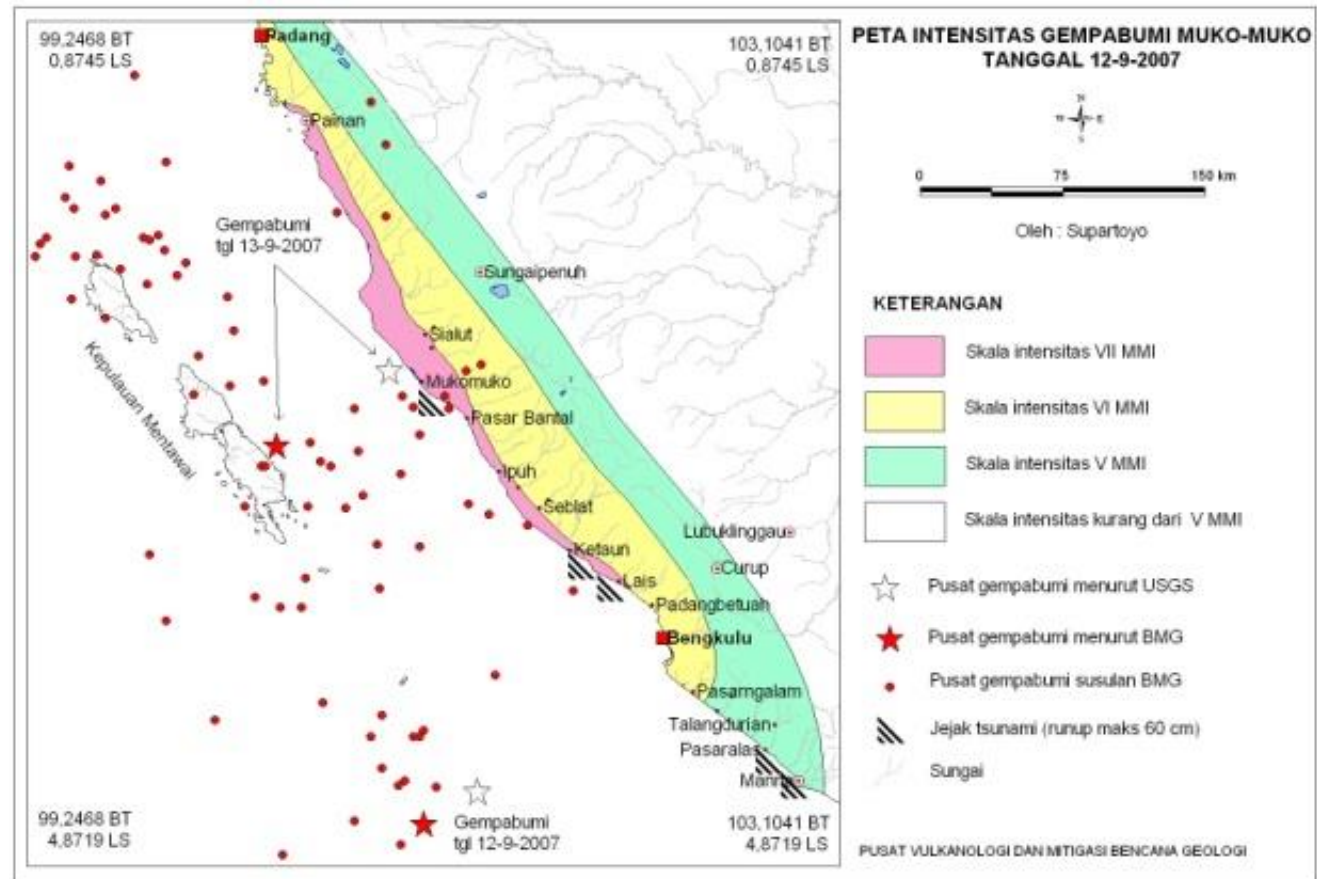 PETA INTENSITAS GEMPABUMI MUKO-MUKO
TANGGAL 12-9-2007
N
W E
S
0 75 150 km
Oleh : Supartoyo
KETERANGAN
Skala intensitas VII MMI
Skala intensitas VI MMI
Skala intensitas V MMI
Skala intensitas kurang dari V MMI
Pusat gempabumi menurut USGS
Pusat gempabumi menurut BMG
Pusat gempabumi susulan BMG
Jejak tsunami (runup maks 60 cm)
Sungai
PUSAT VULKANOLOGI DAN MITIGASI BENCANA GEOLOGI
99,2468 BT
0,8745 LS
103,1041 BT
0,8745 LS
Padang
Painan
Gempabumi
tgl 13-9-2007
Sungaipenuh
Kepulauan Mentawai
Sialut
Mukomuko
Pasar Bantal
Ipuh
Seblat
Lubuklinggau
Ketaun
Curup
Lais
Padangbetuah
Bengkulu
Pasarngalam
Talangdurian
Pasaralas
Manna
99,2468 BT
4,8719 LS
Gempabumi
tgl 12-9-2007
103,1041 BT
4,8719 LS